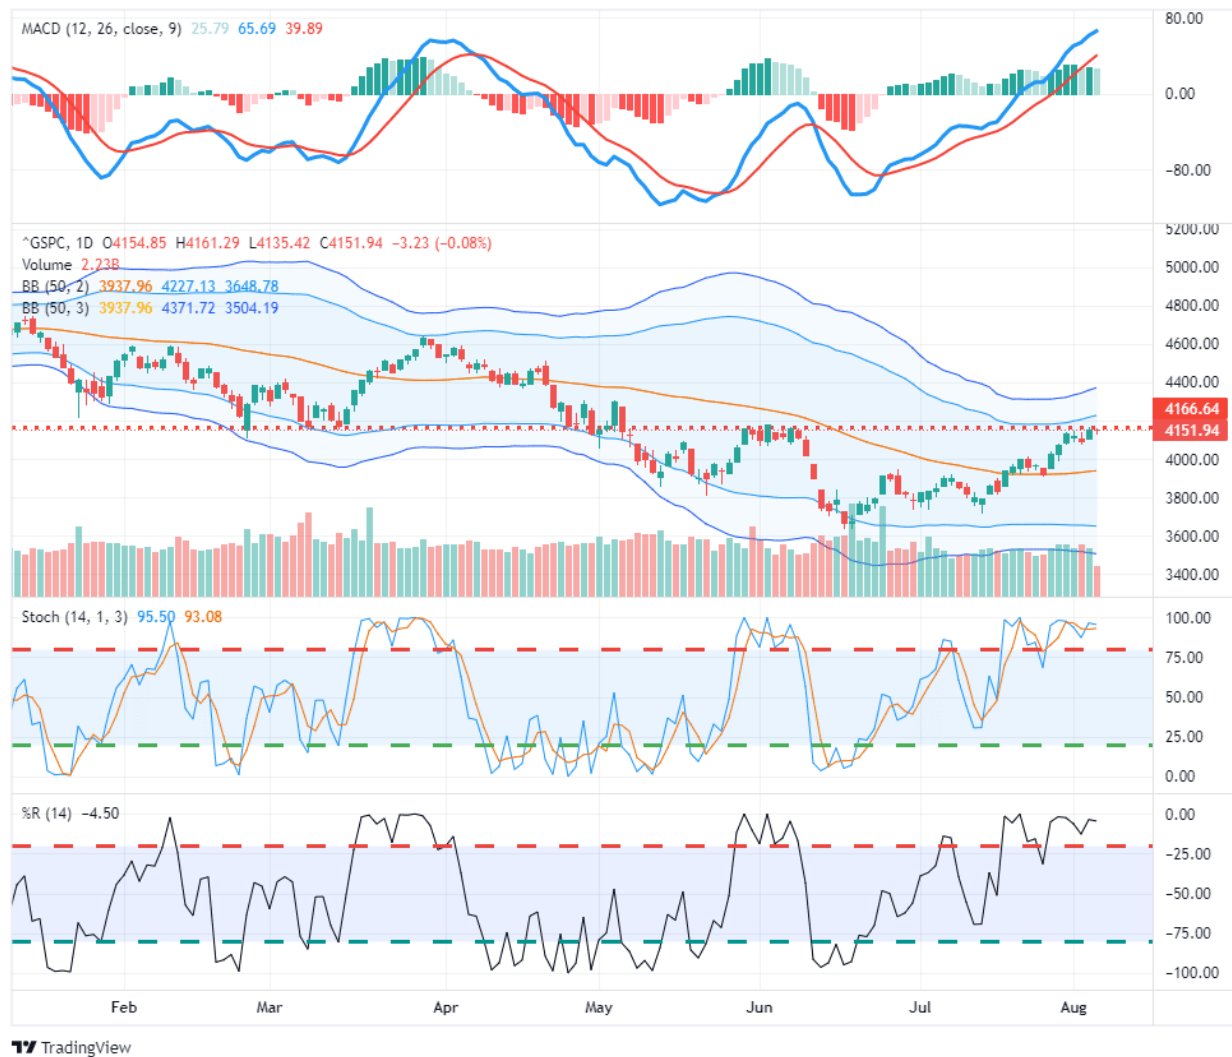 MACD (12, 26, close, 9) 25.79 65.69 39.89
80.00
0.00
−80.00
^GSPC, 1D O4154.85 H4161.29 L4135.42 C4151.94 −3.23 (−0.08%)
Volume 2.23B
BB (50, 2) 3937.96 4227.13 3648.78
BB (50, 3) 3937.96 4371.72 3504.19
5200.00
5000.00
4800.00
4600.00
4400.00
4166.64
4151.94
4000.00
3800.00
3600.00
3400.00
Stoch (14, 1, 3) 95.50 93.08
100.00
75.00
50.00
25.00
0.00
%R (14) −4.50
0.00
−25.00
−50.00
−75.00
−100.00
Feb Mar Apr May Jun Jul Aug
TradingView